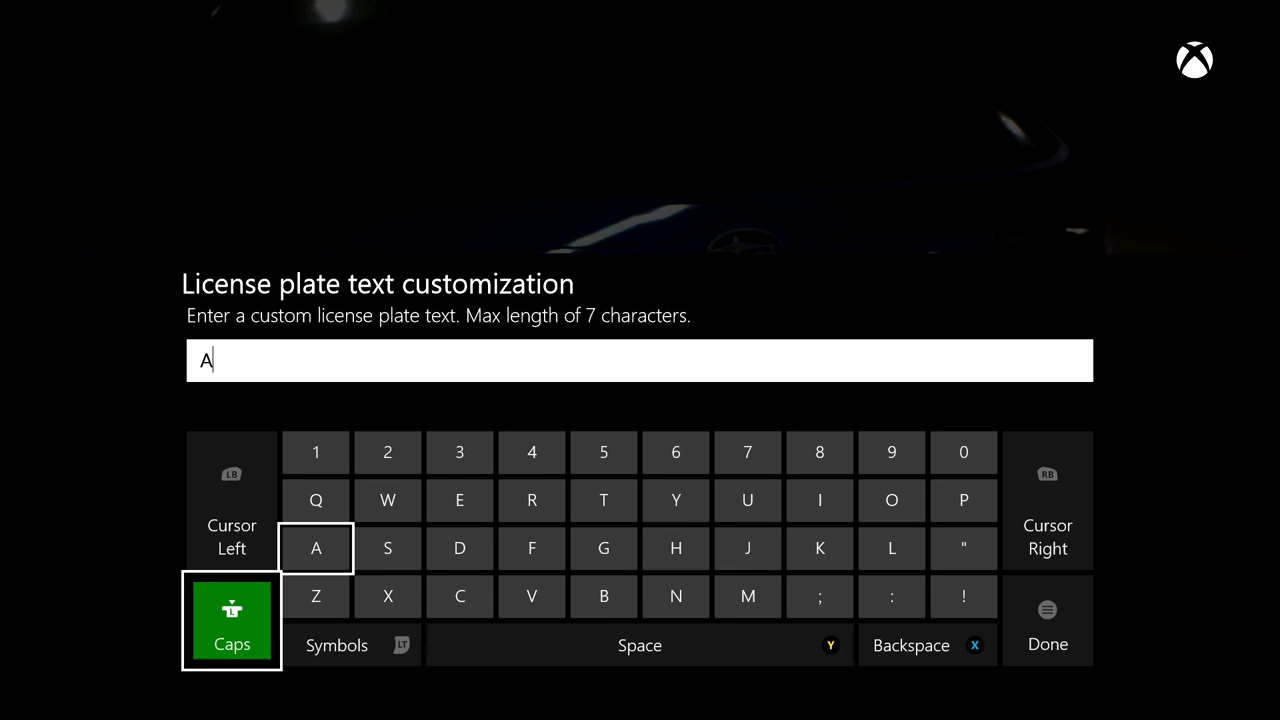 License plate text customization
Enter a custom license plate text. Max length of 7 characters.
A
1 2 3 4 5 6 7 8 9 0
LB Cursor Left
Q W E R T Y U I O P
RB Cursor Right
A S D F G H J K L "
Z X C V B N M ; : !
L Caps
Symbols LT
Space Y
Backspace X
Done